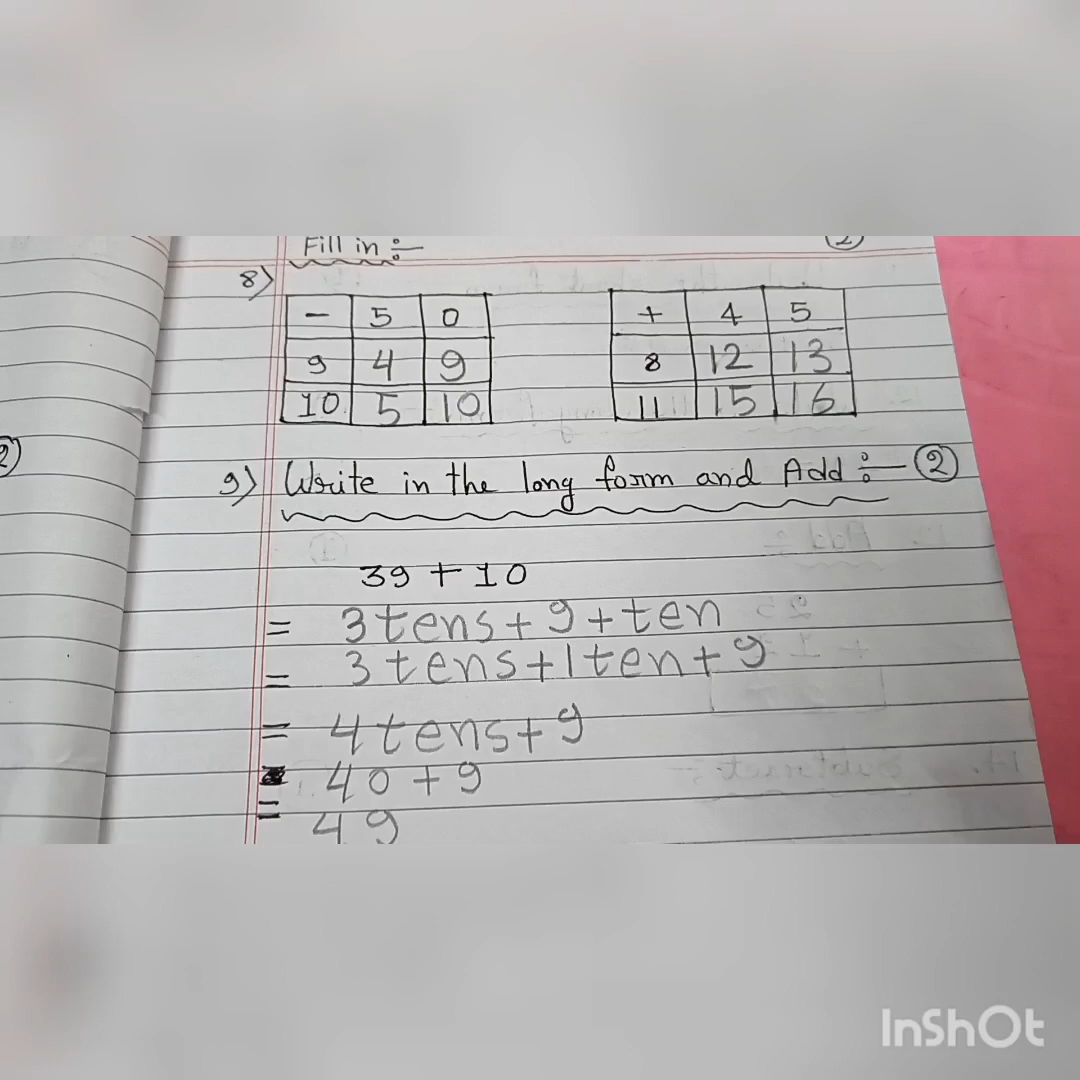 Fill in :- (2)
8)
- 5 0
9 4 9
10 5 10
+ 4 5
8 12 13
11 15 16
9) Write in the long form and Add :- (2)
39 + 10
= 3 tens + 9 + ten
= 3 tens + 1 ten + 9
= 4 tens + 9
= 40 + 9
= 49
InShOt